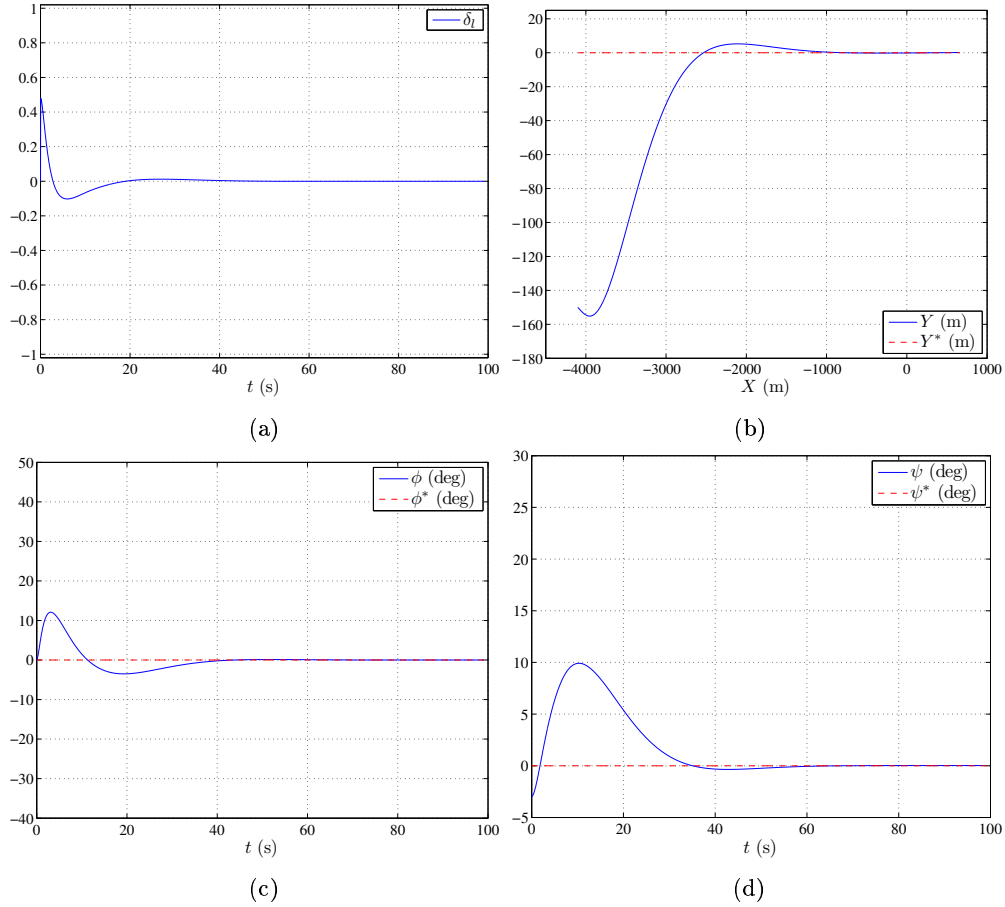 1
0.8
0.6
0.4
0.2
0
−0.2
−0.4
−0.6
−0.8
−1
0 20 40 60 80 100
t (s)
δl
(a)
20
0
−20
−40
−60
−80
−100
−120
−140
−160
−180
−4000 −3000 −2000 −1000 0 1000
X (m)
Y (m)
Y* (m)
(b)
50
40
30
20
10
0
−10
−20
−30
−40
0 20 40 60 80 100
t (s)
ϕ (deg)
ϕ* (deg)
(c)
30
25
20
15
10
5
0
−5
0 20 40 60 80 100
t (s)
ψ (deg)
ψ* (deg)
(d)